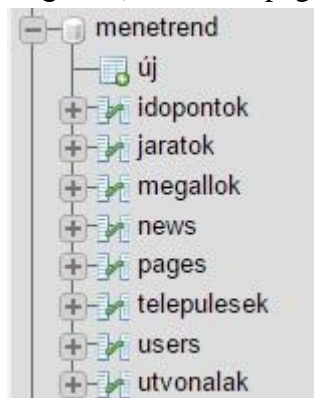 menetrend
új
idopontok
jaratok
megallok
news
pages
telepulesek
users
utvonalak